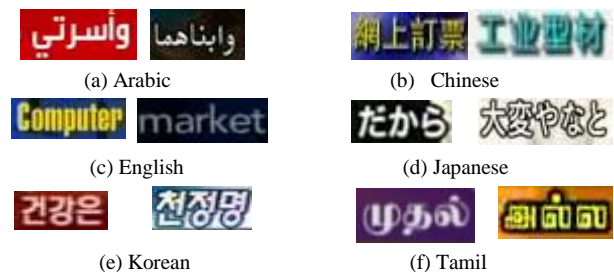 وأسرتي وابناهما 網上訂票 工业型材
(a) Arabic (b) Chinese
Computer market だから 大変やなと
(c) English (d) Japanese
건강은 천정명 முதல் அல்ல
(e) Korean (f) Tamil